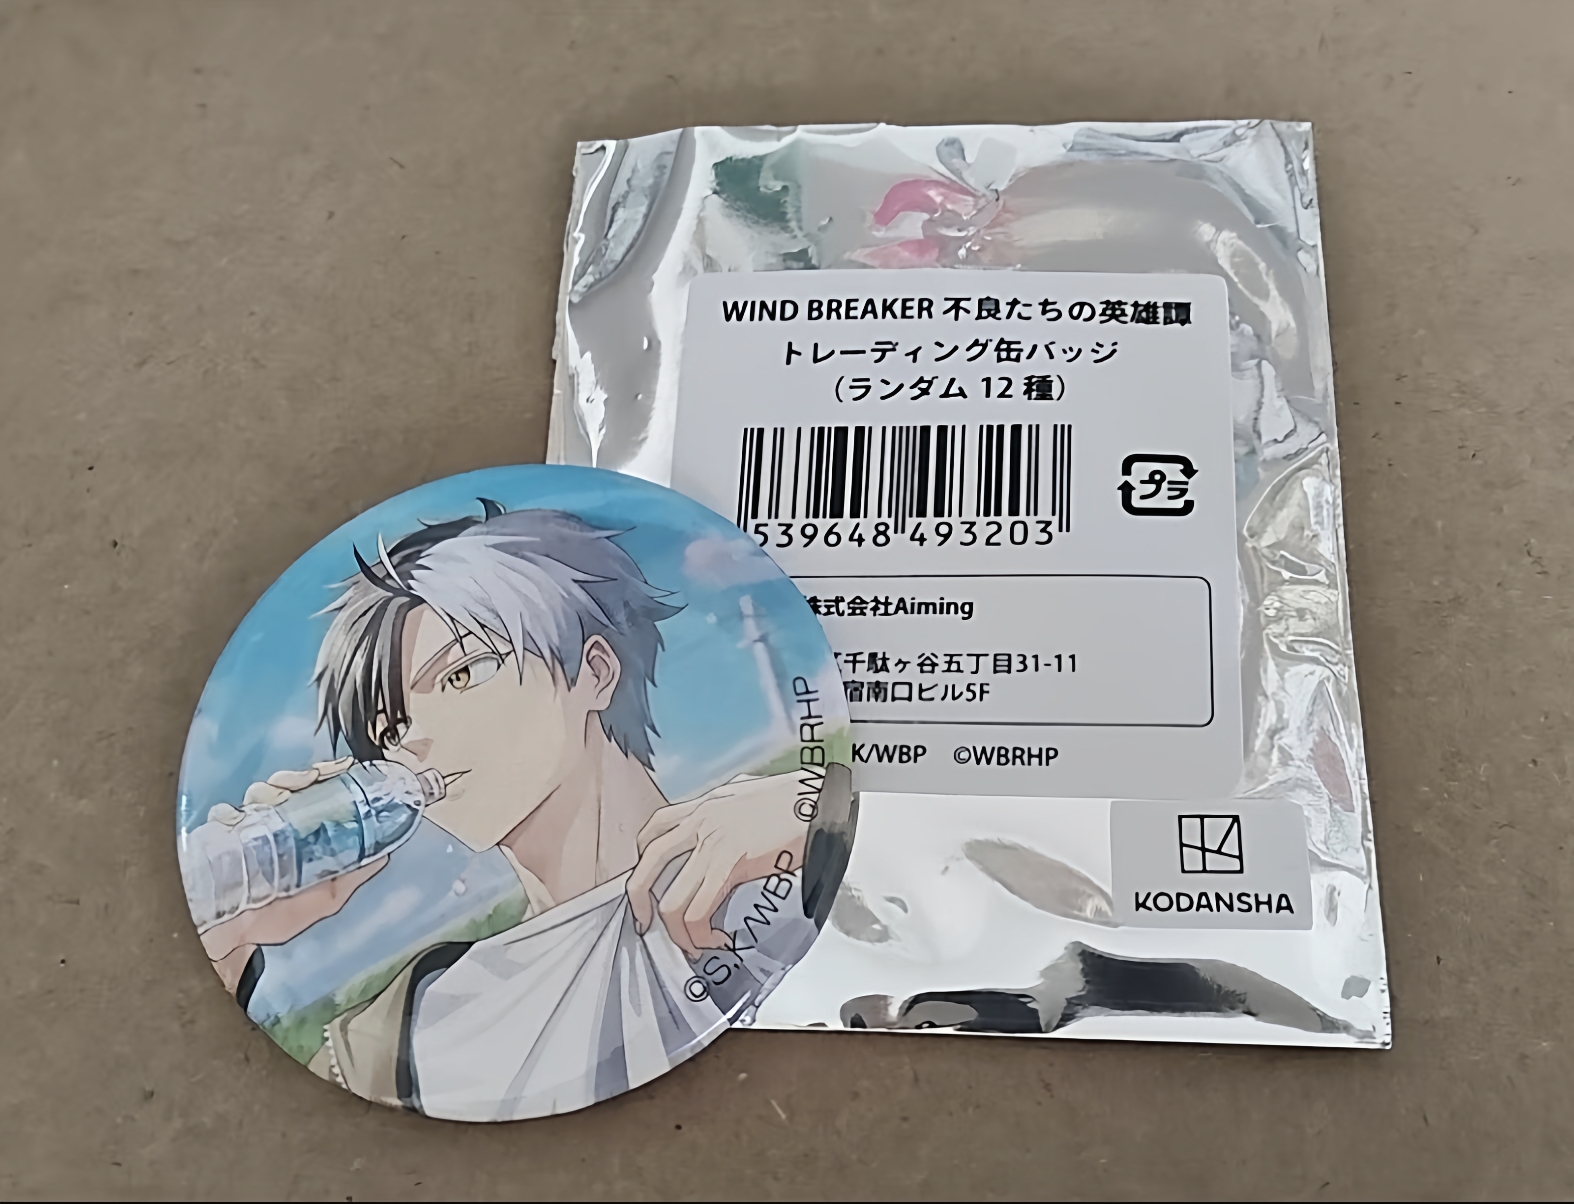 WIND BREAKER 不良たちの英雄譚
トレーディング缶バッジ
(ランダム 12 種)
539648 493203
プラ
株式会社Aiming
千駄ヶ谷五丁目31-11
宿南口ビル5F
K/WBP ©WBRHP
KODANSHA
©S.K/WBP ©WBRHP